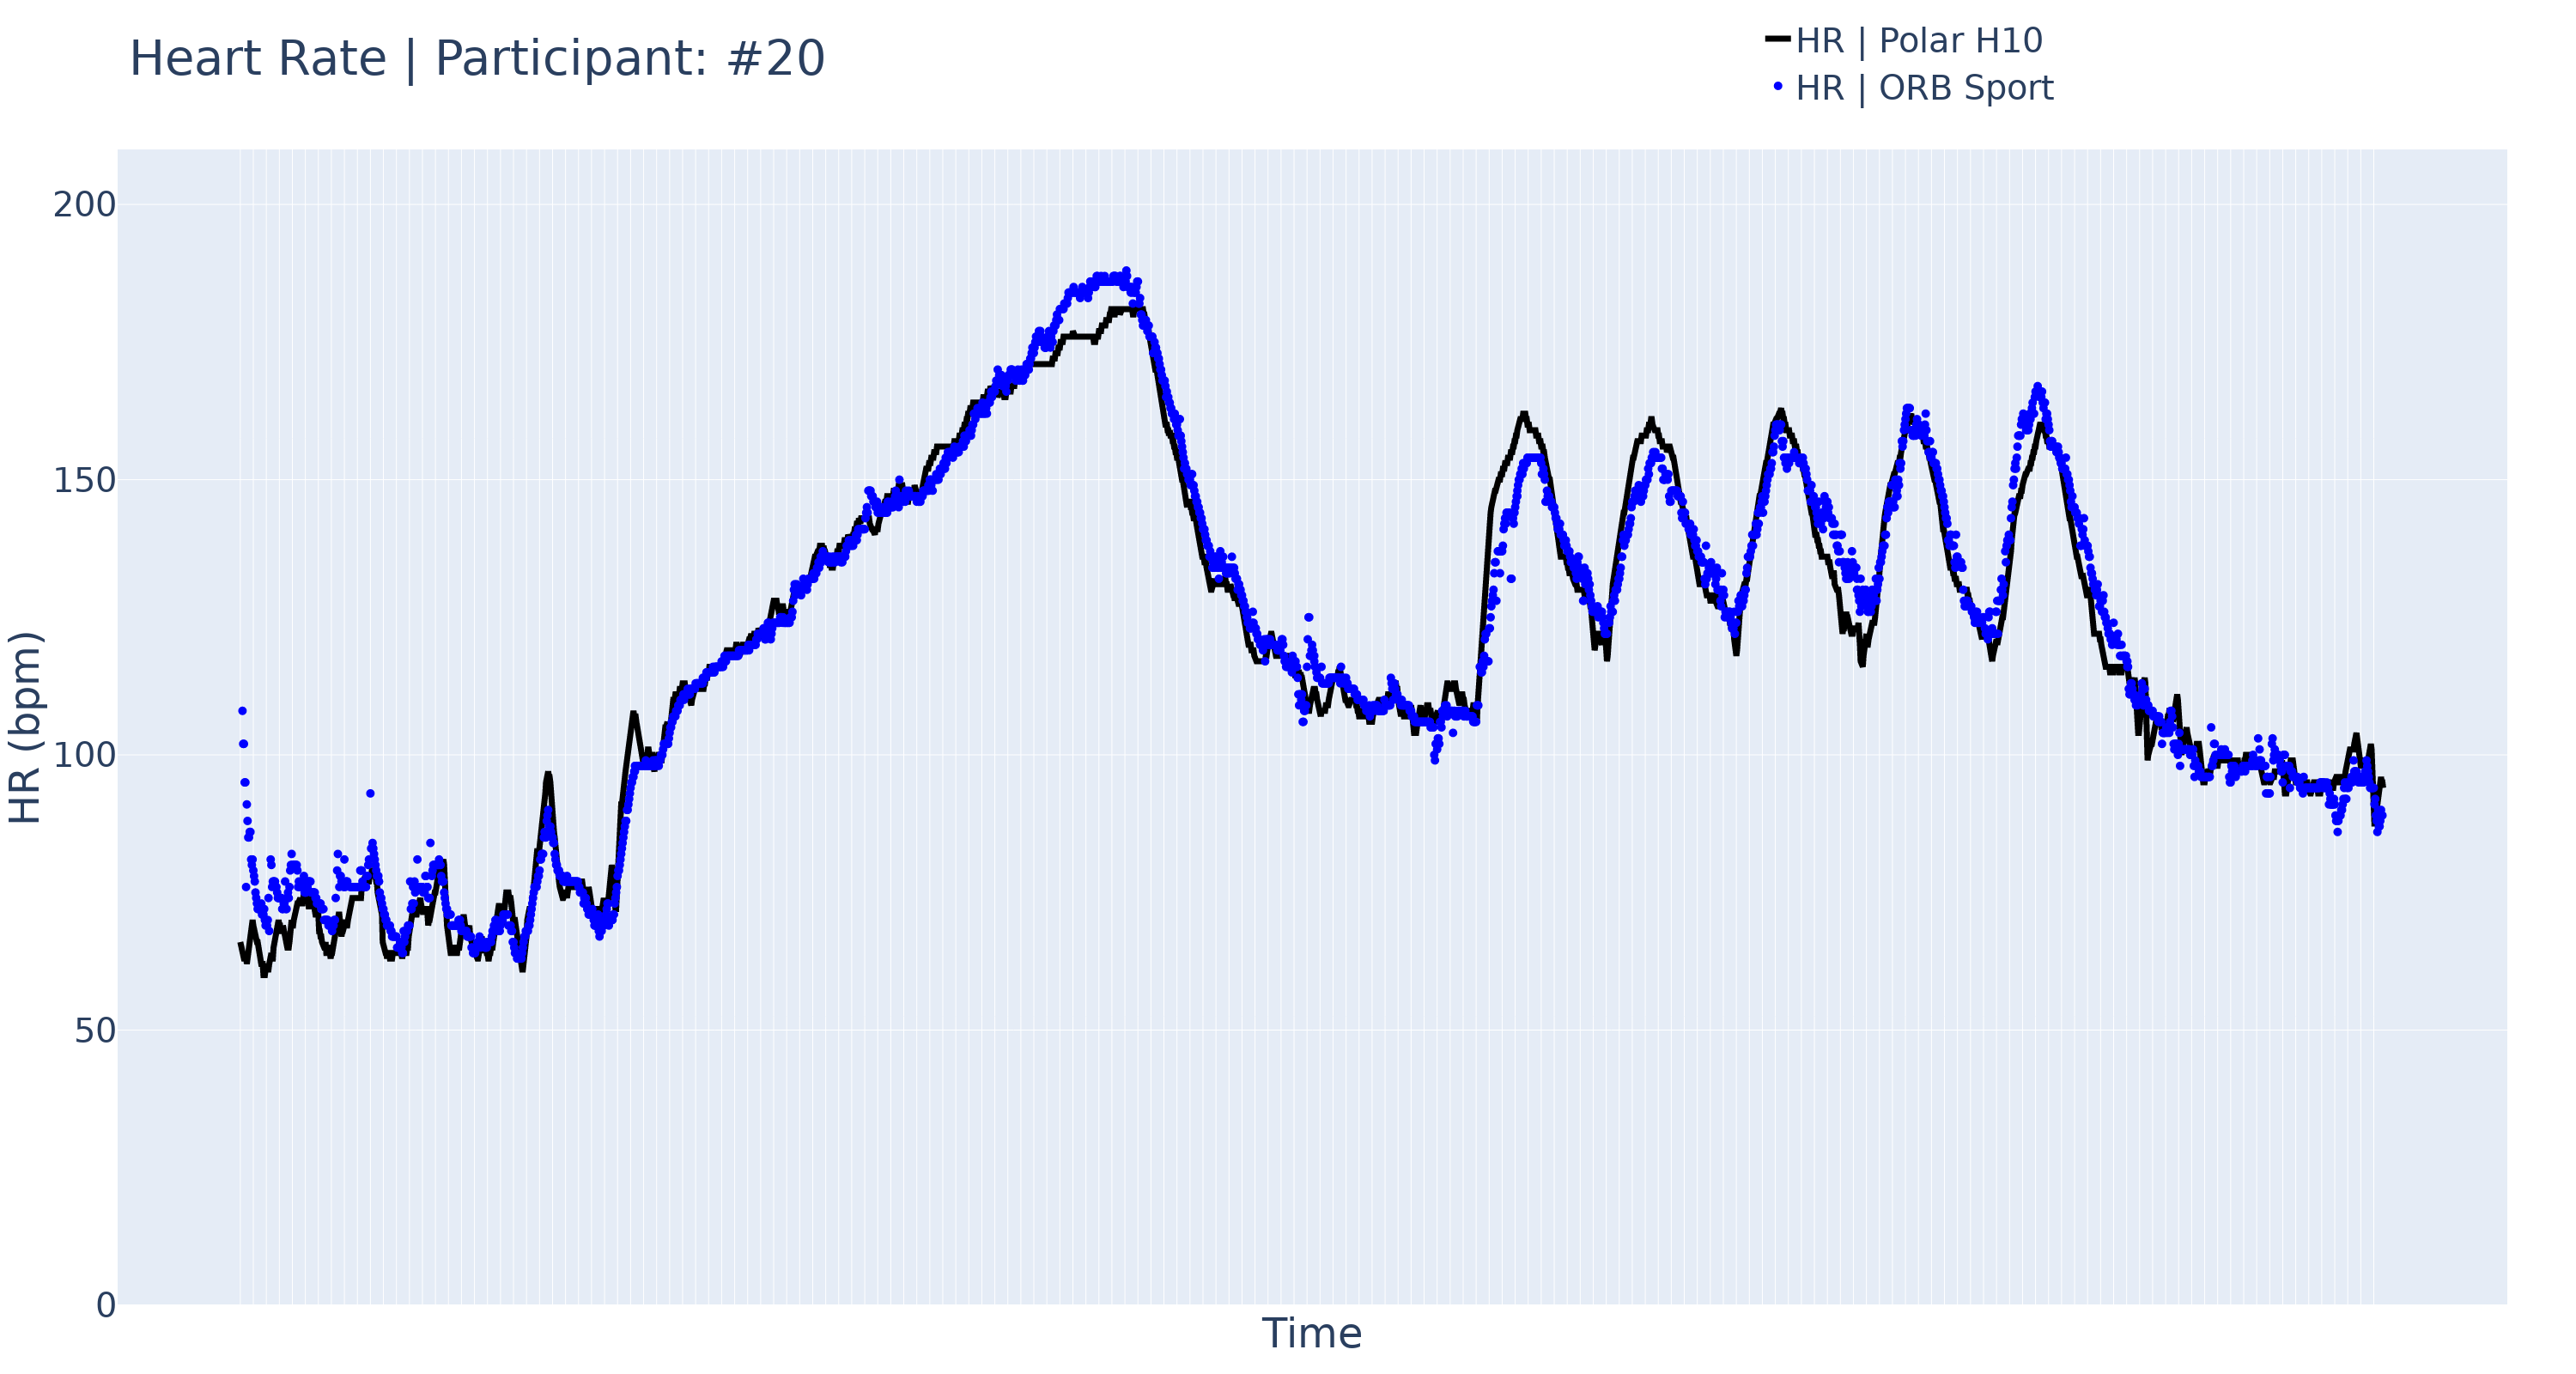 Heart Rate | Participant: #20
HR | Polar H10
HR | ORB Sport
200
150
100
50
0
HR (bpm)
Time